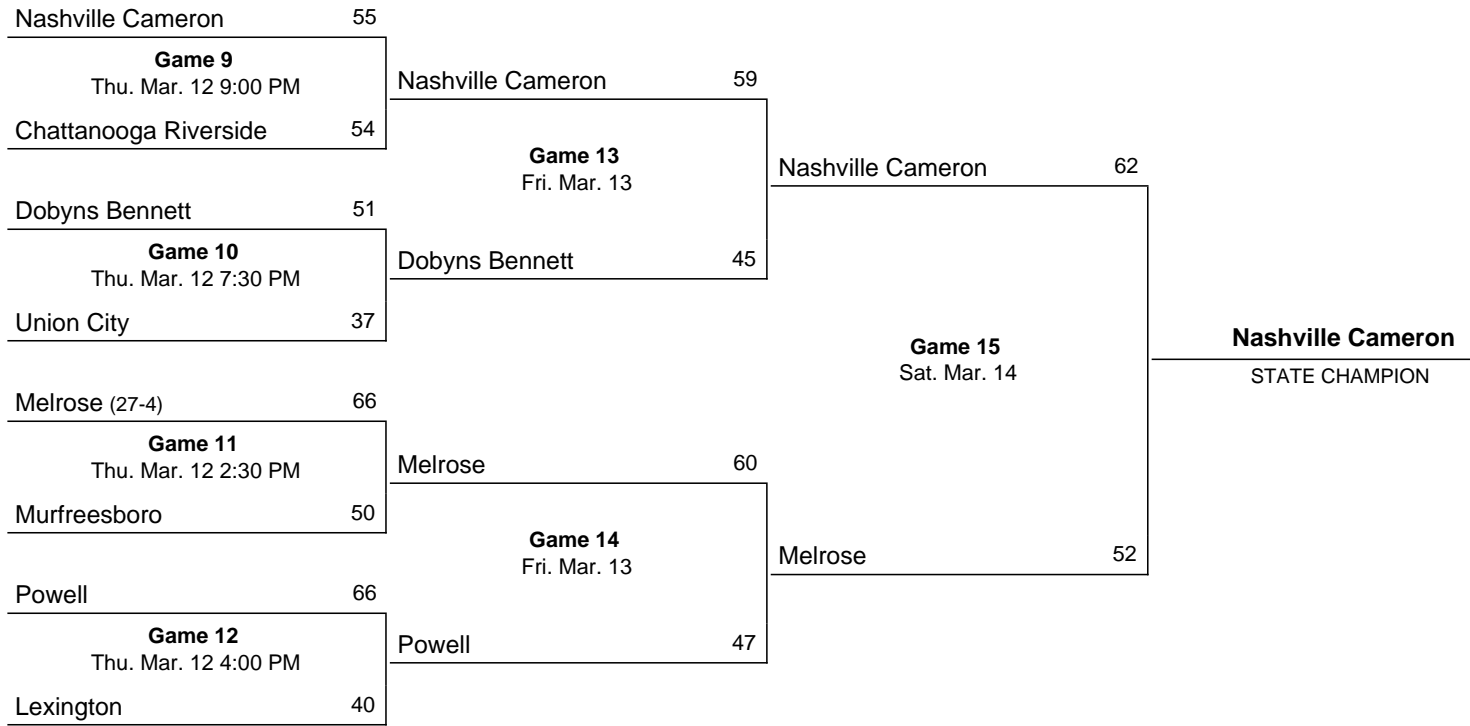 Nashville Cameron 55
Game 9
Thu. Mar. 12 9:00 PM
Chattanooga Riverside 54
Dobyns Bennett 51
Game 10
Thu. Mar. 12 7:30 PM
Union City 37
Melrose (27-4) 66
Game 11
Thu. Mar. 12 2:30 PM
Murfreesboro 50
Powell 66
Game 12
Thu. Mar. 12 4:00 PM
Lexington 40
Nashville Cameron 59
Game 13
Fri. Mar. 13
Dobyns Bennett 45
Melrose 60
Game 14
Fri. Mar. 13
Powell 47
Nashville Cameron 62
Game 15
Sat. Mar. 14
Melrose 52
Nashville Cameron
STATE CHAMPION